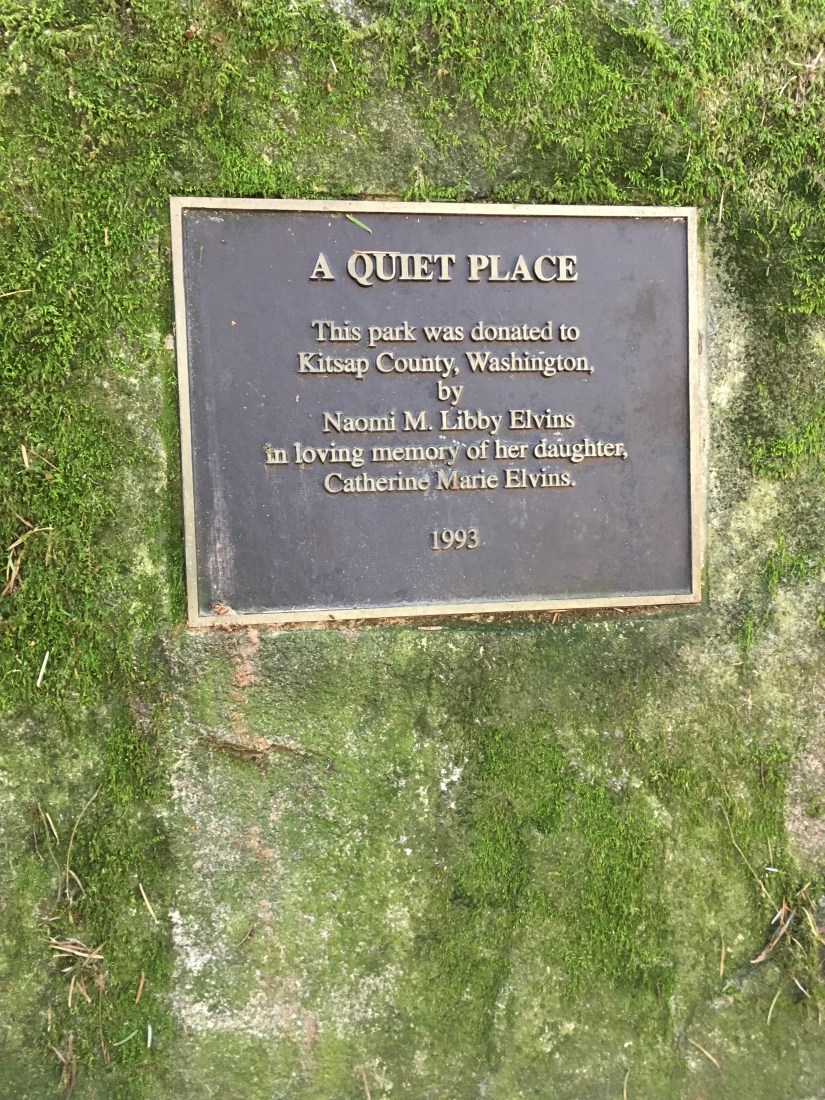 A QUIET PLACE
This park was donated to
Kitsap County, Washington,
by
Naomi M. Libby Elvins
in loving memory of her daughter,
Catherine Marie Elvins.
1993